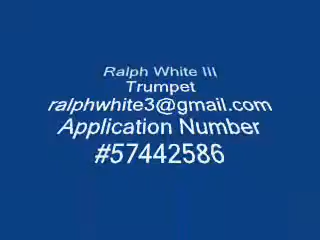 Ralph White III
Trumpet
ralphwhite3@gmail.com
Application Number
#57442586